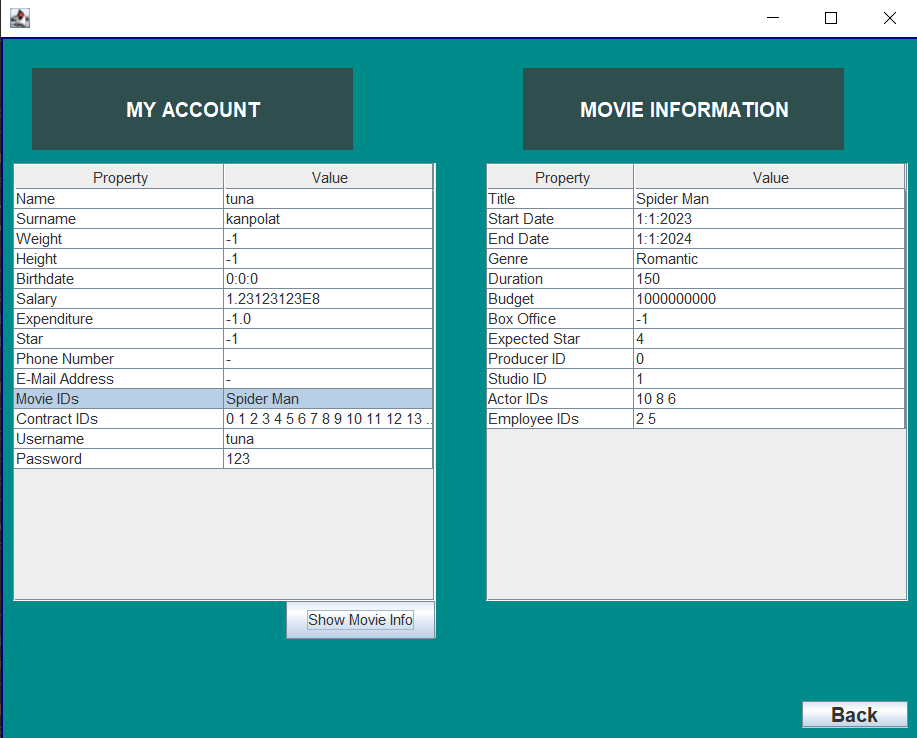 MY ACCOUNT
MOVIE INFORMATION
Property Value
Name tuna
Surname kanpolat
Weight -1
Height -1
Birthdate 0:0:0
Salary 1.23123123E8
Expenditure -1.0
Star -1
Phone Number -
E-Mail Address -
Movie IDs Spider Man
Contract IDs 0 1 2 3 4 5 6 7 8 9 10 11 12 13 ..
Username tuna
Password 123
Show Movie Info
Property Value
Title Spider Man
Start Date 1:1:2023
End Date 1:1:2024
Genre Romantic
Duration 150
Budget 1000000000
Box Office -1
Expected Star 4
Producer ID 0
Studio ID 1
Actor IDs 10 8 6
Employee IDs 2 5
Back